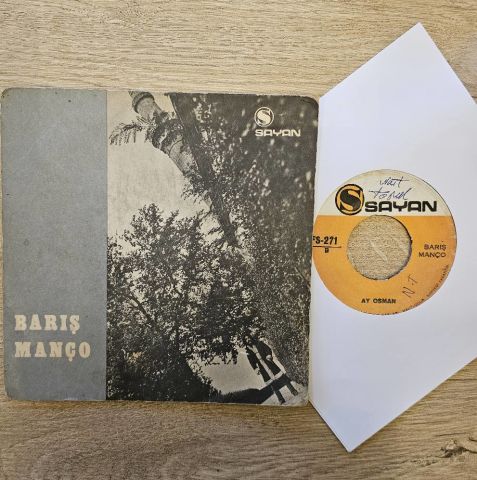 S
SAYAN
BARIŞ
MANÇO
S
SAYAN
FS-271
B
BARIŞ
MANÇO
AY OSMAN
N.T